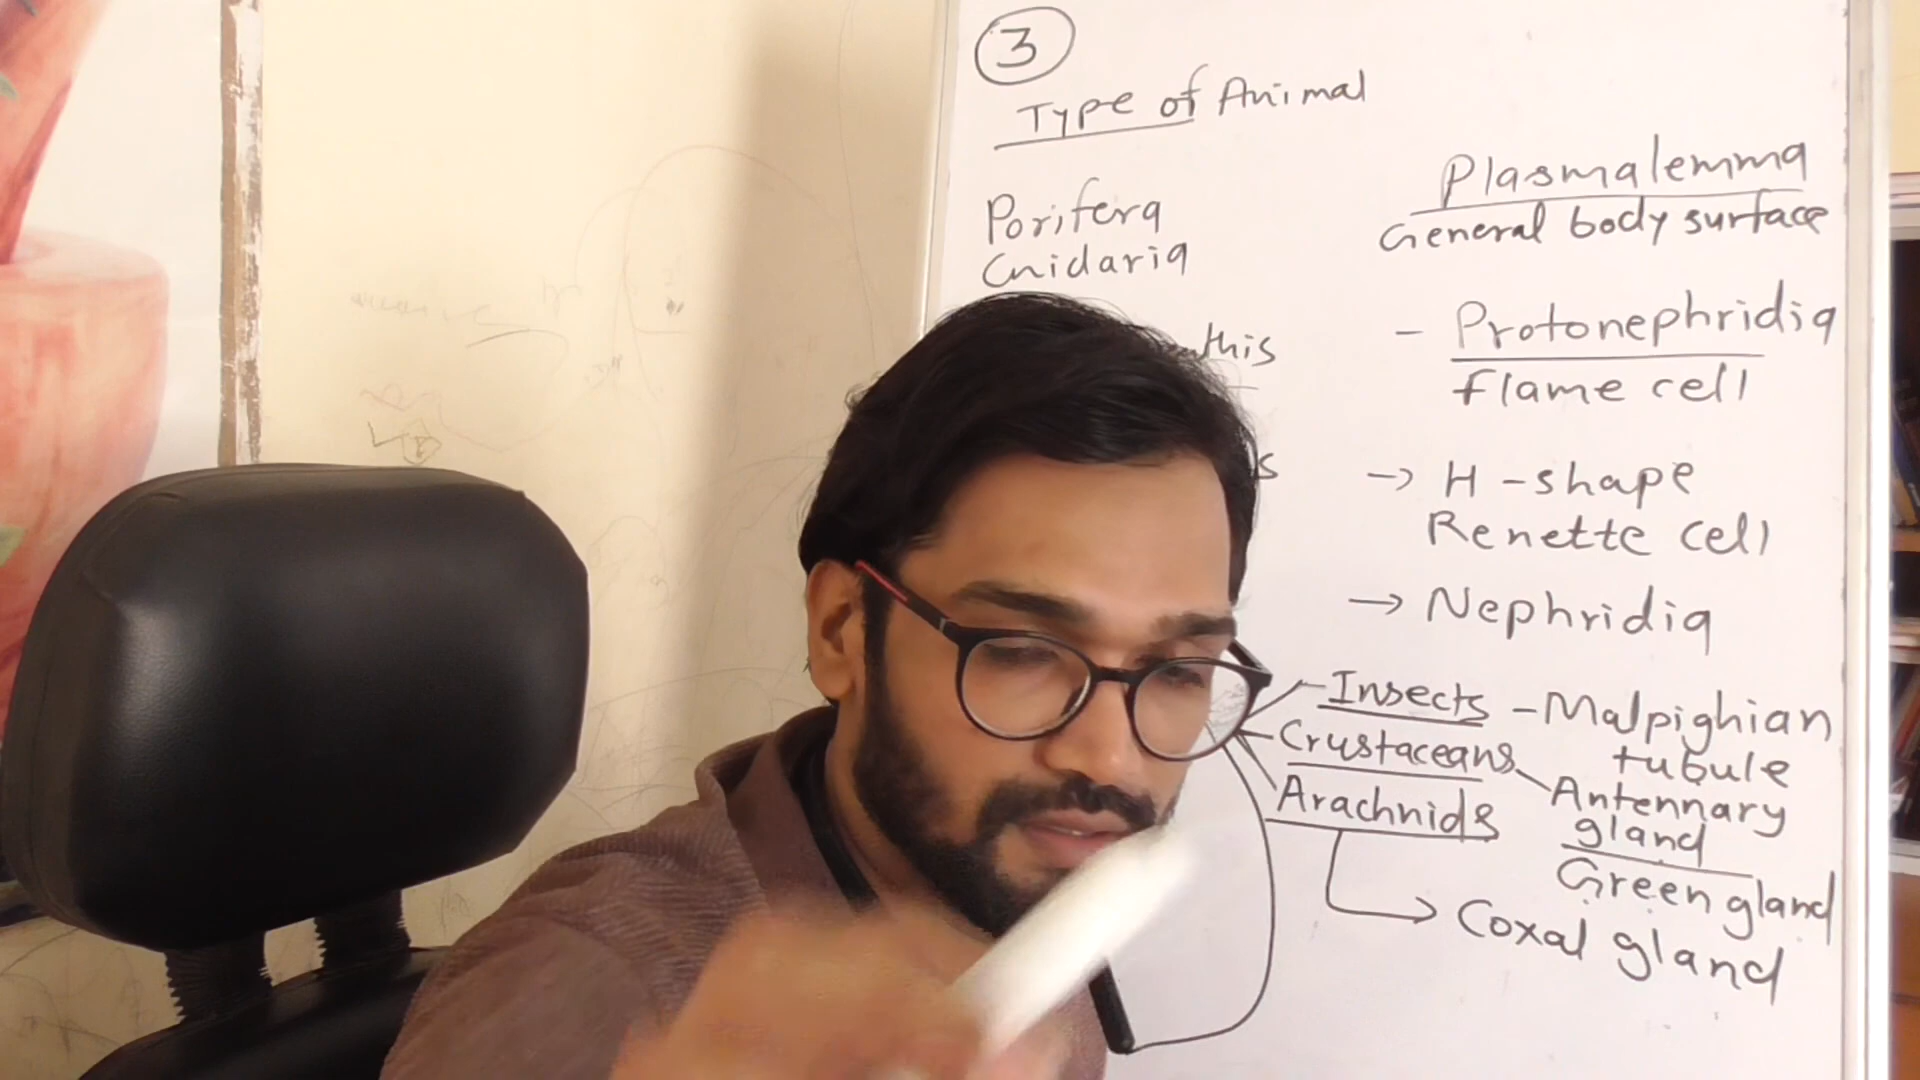 3
Type of Animal
Porifera
Cnidaria
Plasmalemma
General body surface
- Protonephridia
flame cell
→ H-shape
Renette cell
→ Nephridia
Insects - Malpighian
tubule
Crustaceans
Antennary
gland
Green gland
Arachnids
Coxal gland